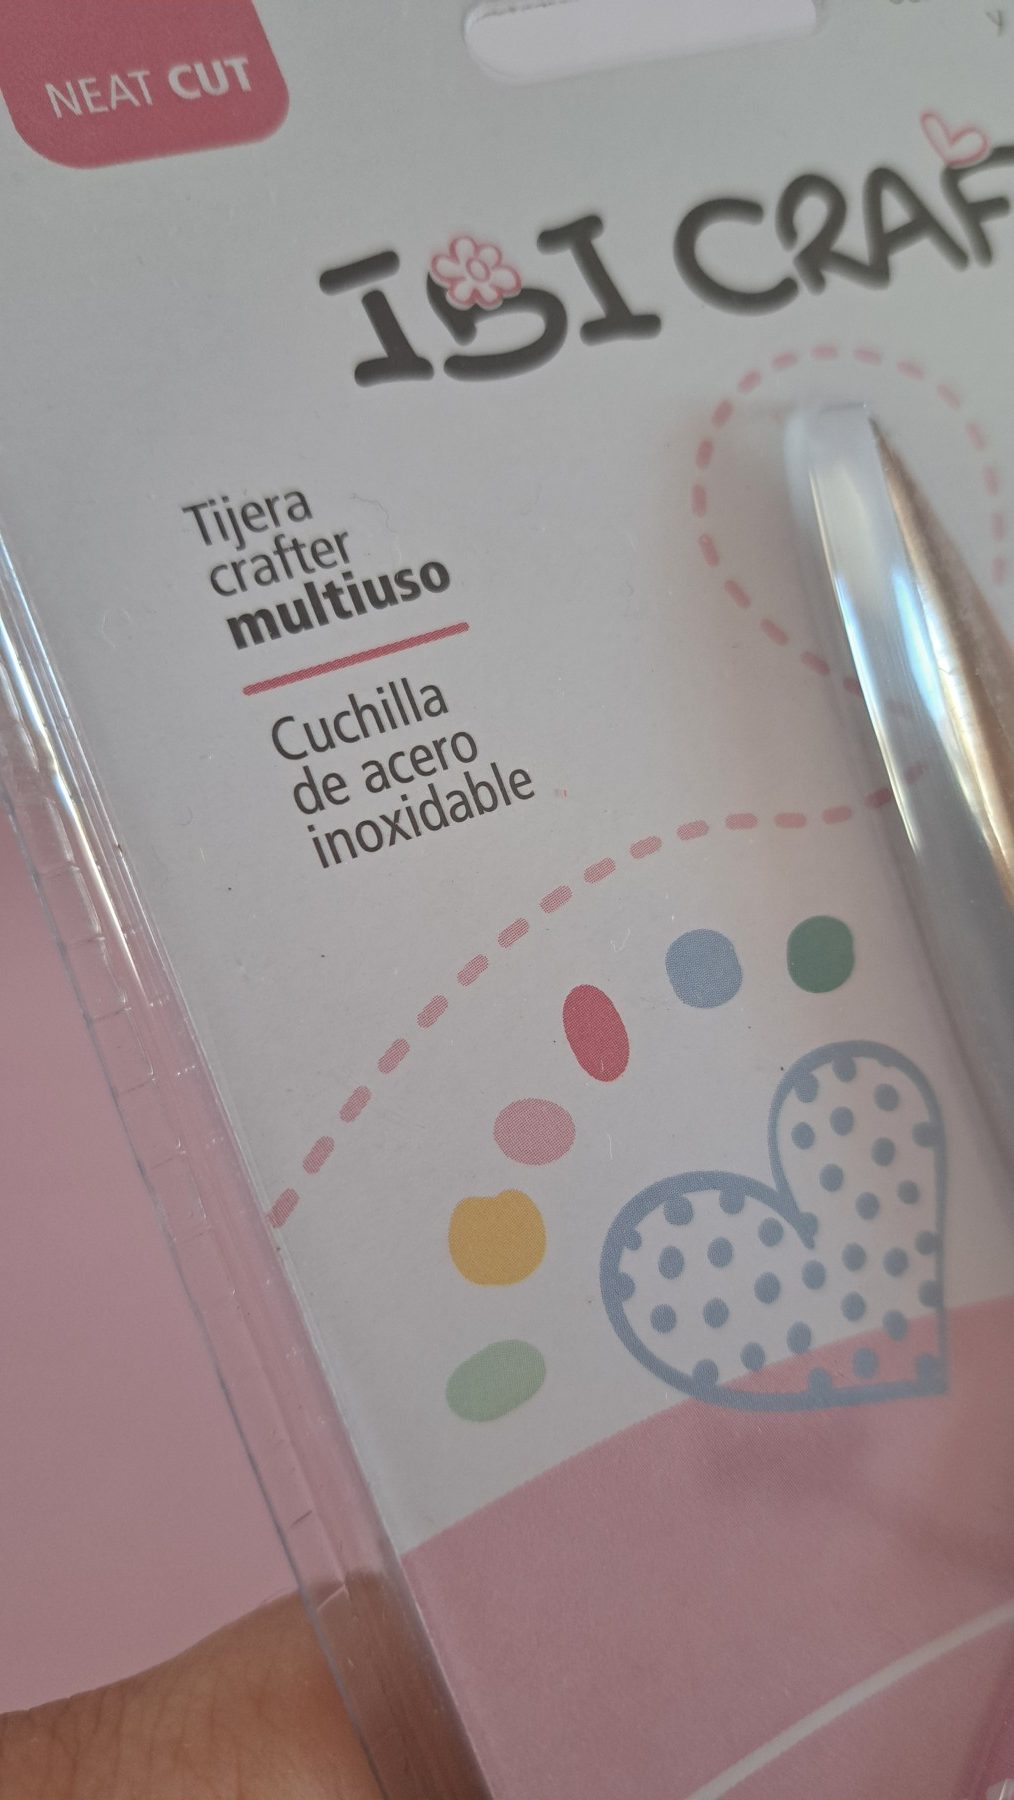 NEAT CUT
IBI CRAF
Tijera
crafter
multiuso
Cuchilla
de acero
inoxidable